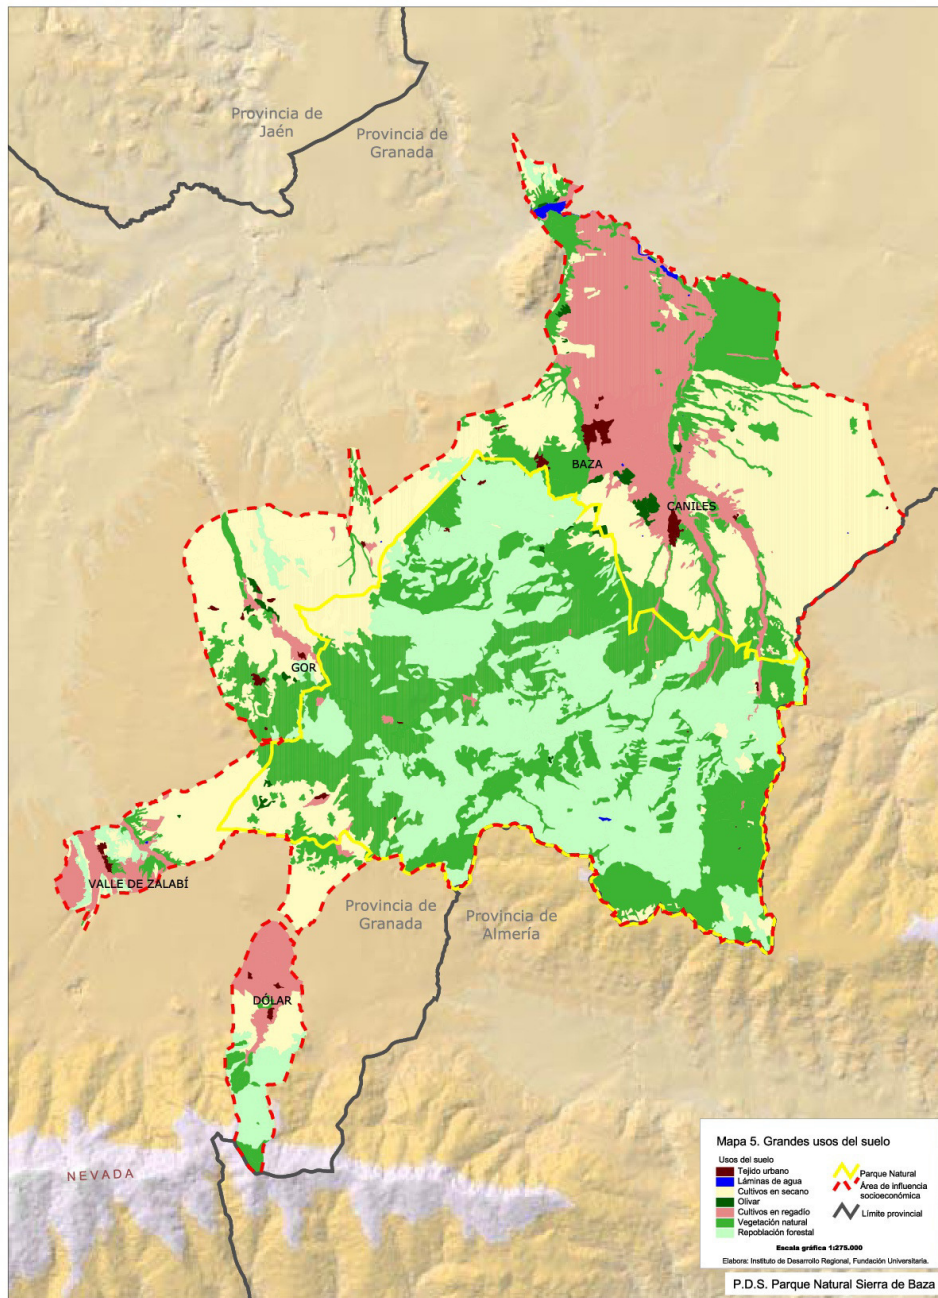 Provincia de
Jaén
Provincia de
Granada
BAZA
CANILES
GOR
VALLE DE ZALABÍ
Provincia de
Granada
Provincia de
Almería
DÓLAR
NEVADA
Mapa 5. Grandes usos del suelo
Usos del suelo
Tejido urbano
Láminas de agua
Cultivos en secano
Olivar
Cultivos en regadío
Vegetación natural
Repoblación forestal
Parque Natural
Área de influencia
socioeconómica
Límite provincial
Escala gráfica 1:275.000
Elabora: Instituto de Desarrollo Regional, Fundación Universitaria.
P.D.S. Parque Natural Sierra de Baza